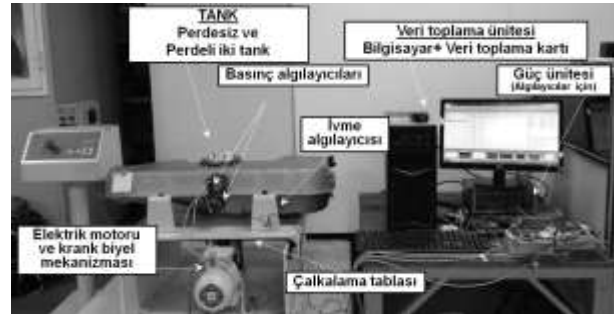 TANK
Perdesiz ve
Perdeli iki tank
Basınç algılayıcıları
İvme
algılayıcısı
Veri toplama ünitesi
Bilgisayar+ Veri toplama kartı
Güç ünitesi
(Algılayıcılar için)
Elektrik motoru
ve krank biyel
mekanizması
Çalkalama tablası